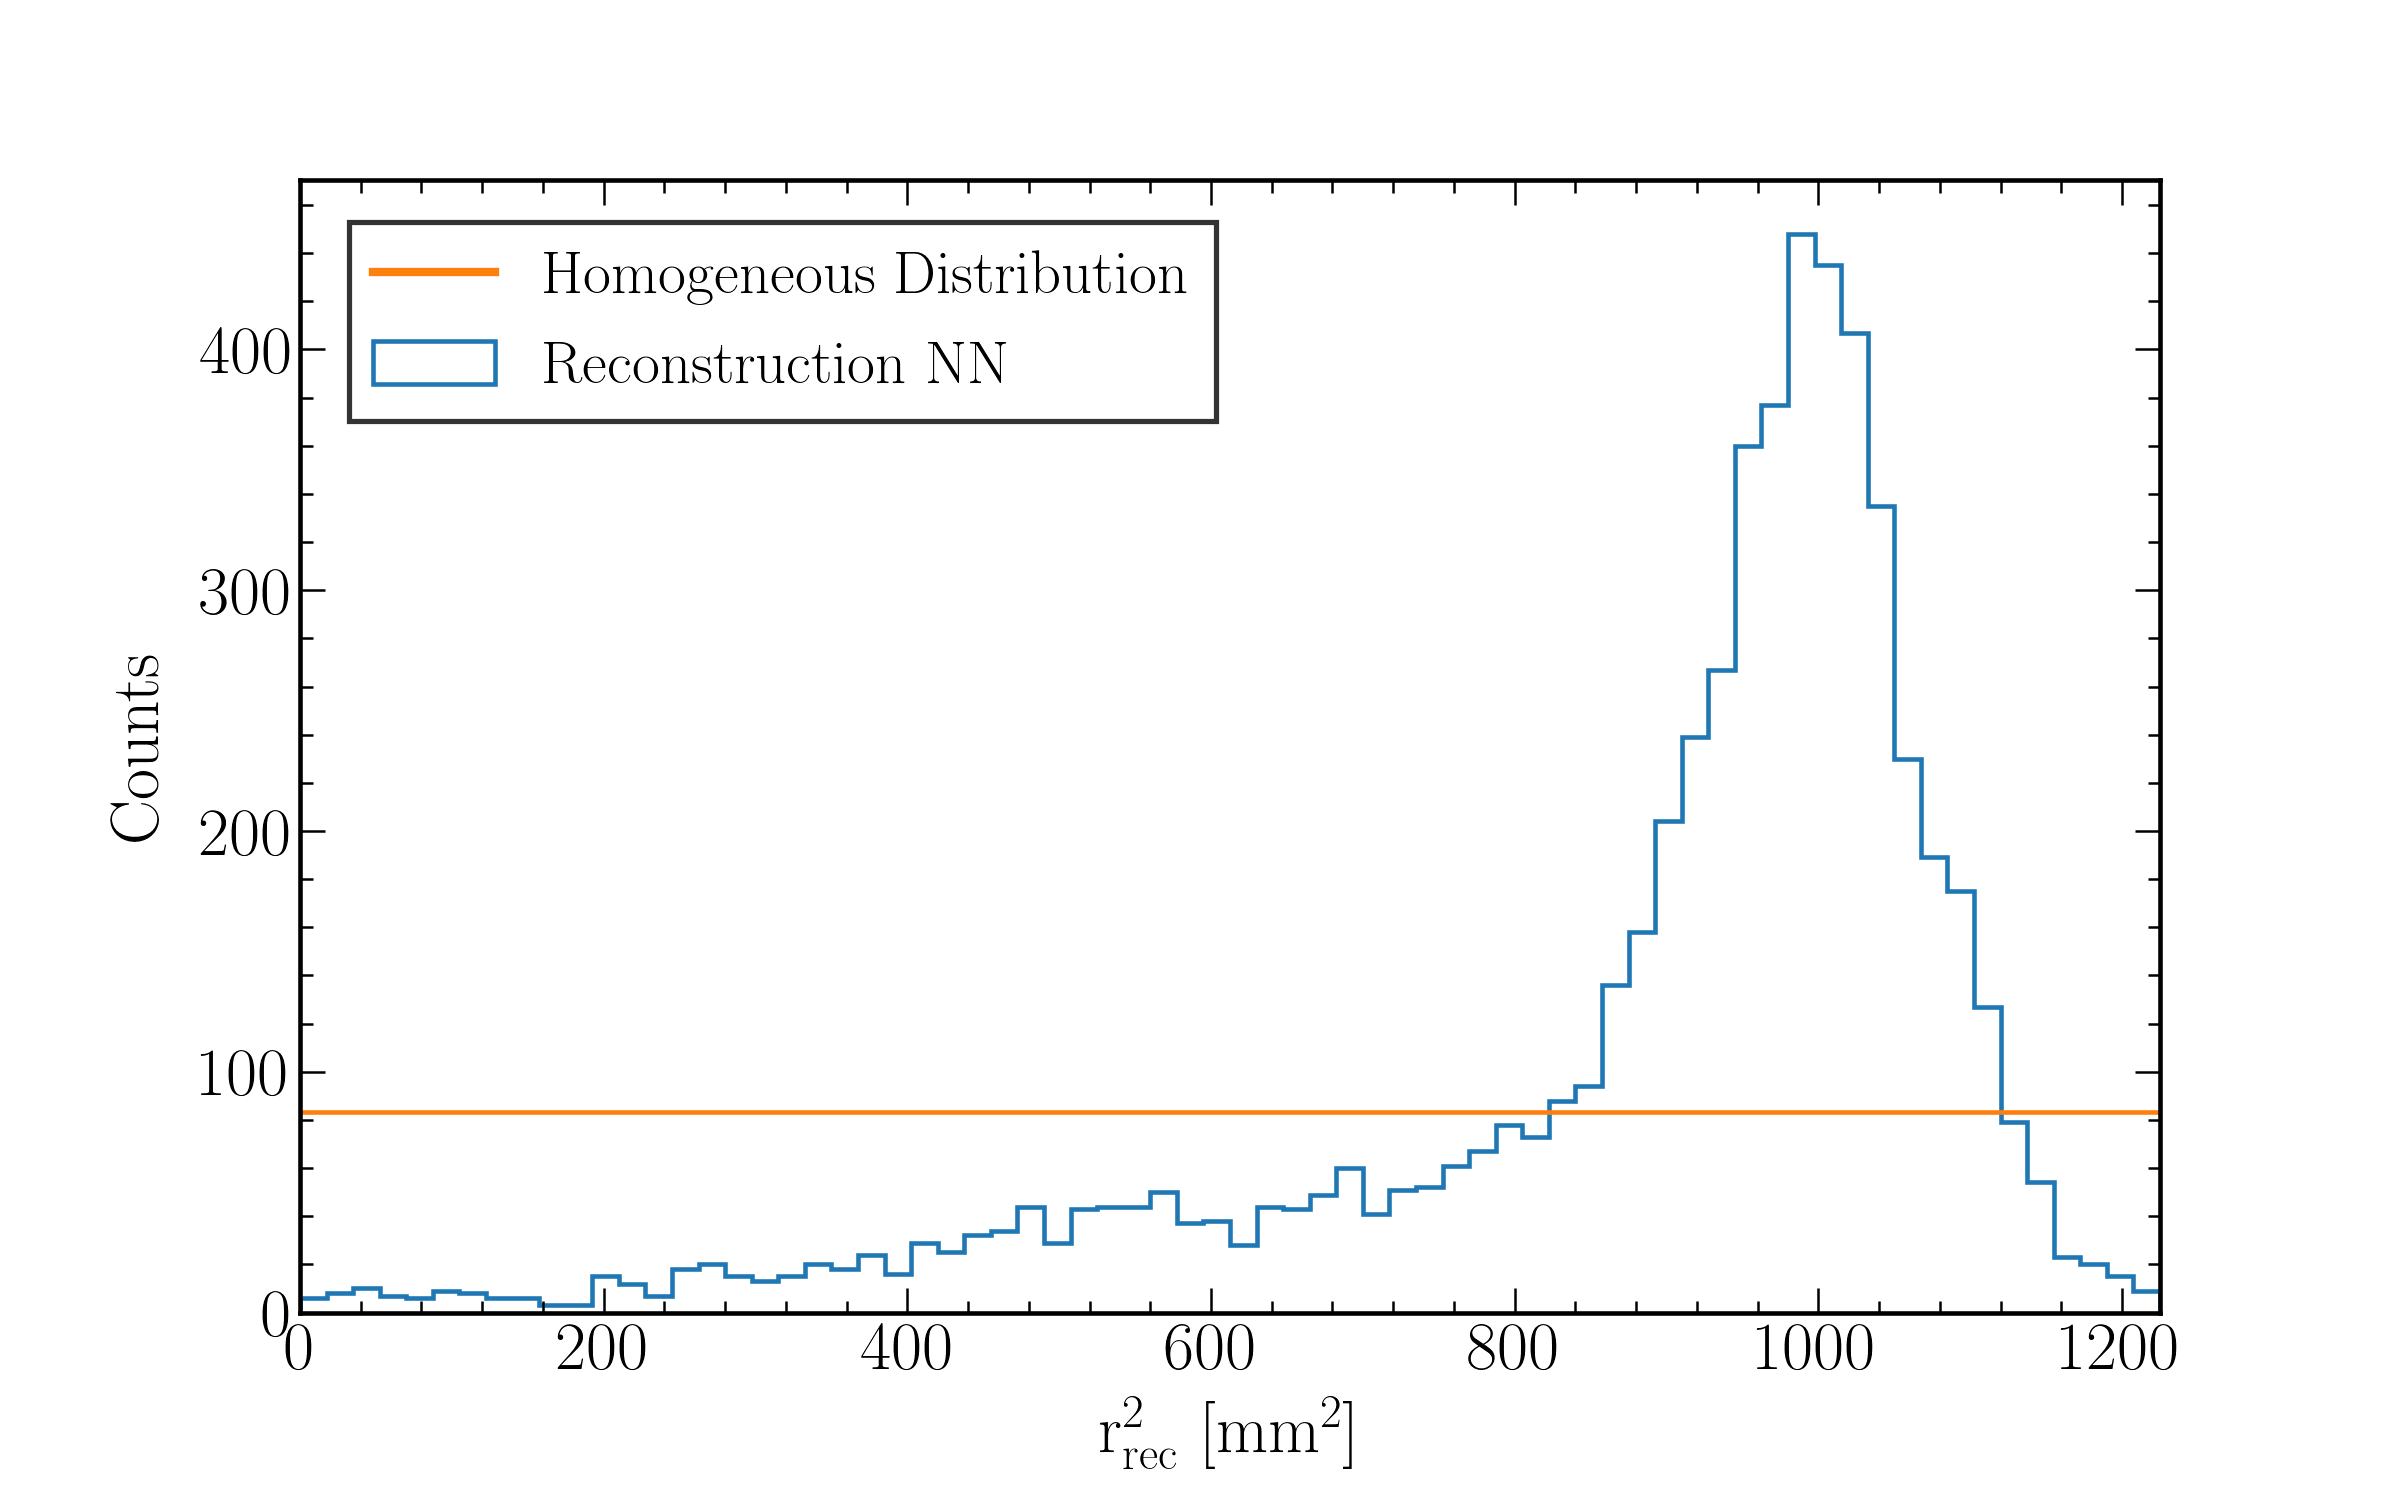 Homogeneous Distribution
Reconstruction NN
Counts
400
300
200
100
0
0 200 400 600 800 1000 1200
r²rec [mm²]